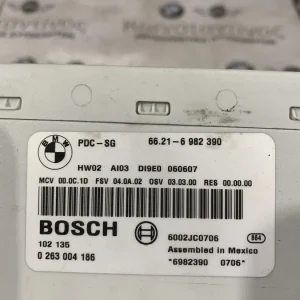 BMW
PDC-SG 66.21-6 982 390
HW02 AI03 DI9E0 060607
MCV 00.0C.1D FSV 04.0A.02 OSV 03.03.00 RES 00.00.00
BOSCH 6002JC0706 864
102 135 Assembled in Mexico
0 263 004 186 *6982390 0706*